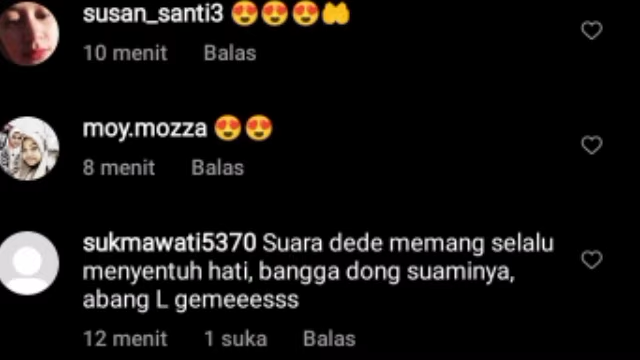 susan_santi3 😍😍😍🤲
10 menit Balas
moy.mozza 😍😍
8 menit Balas
sukmawati5370 Suara dede memang selalu
menyentuh hati, bangga dong suaminya,
abang L gemeeesss
12 menit 1 suka Balas